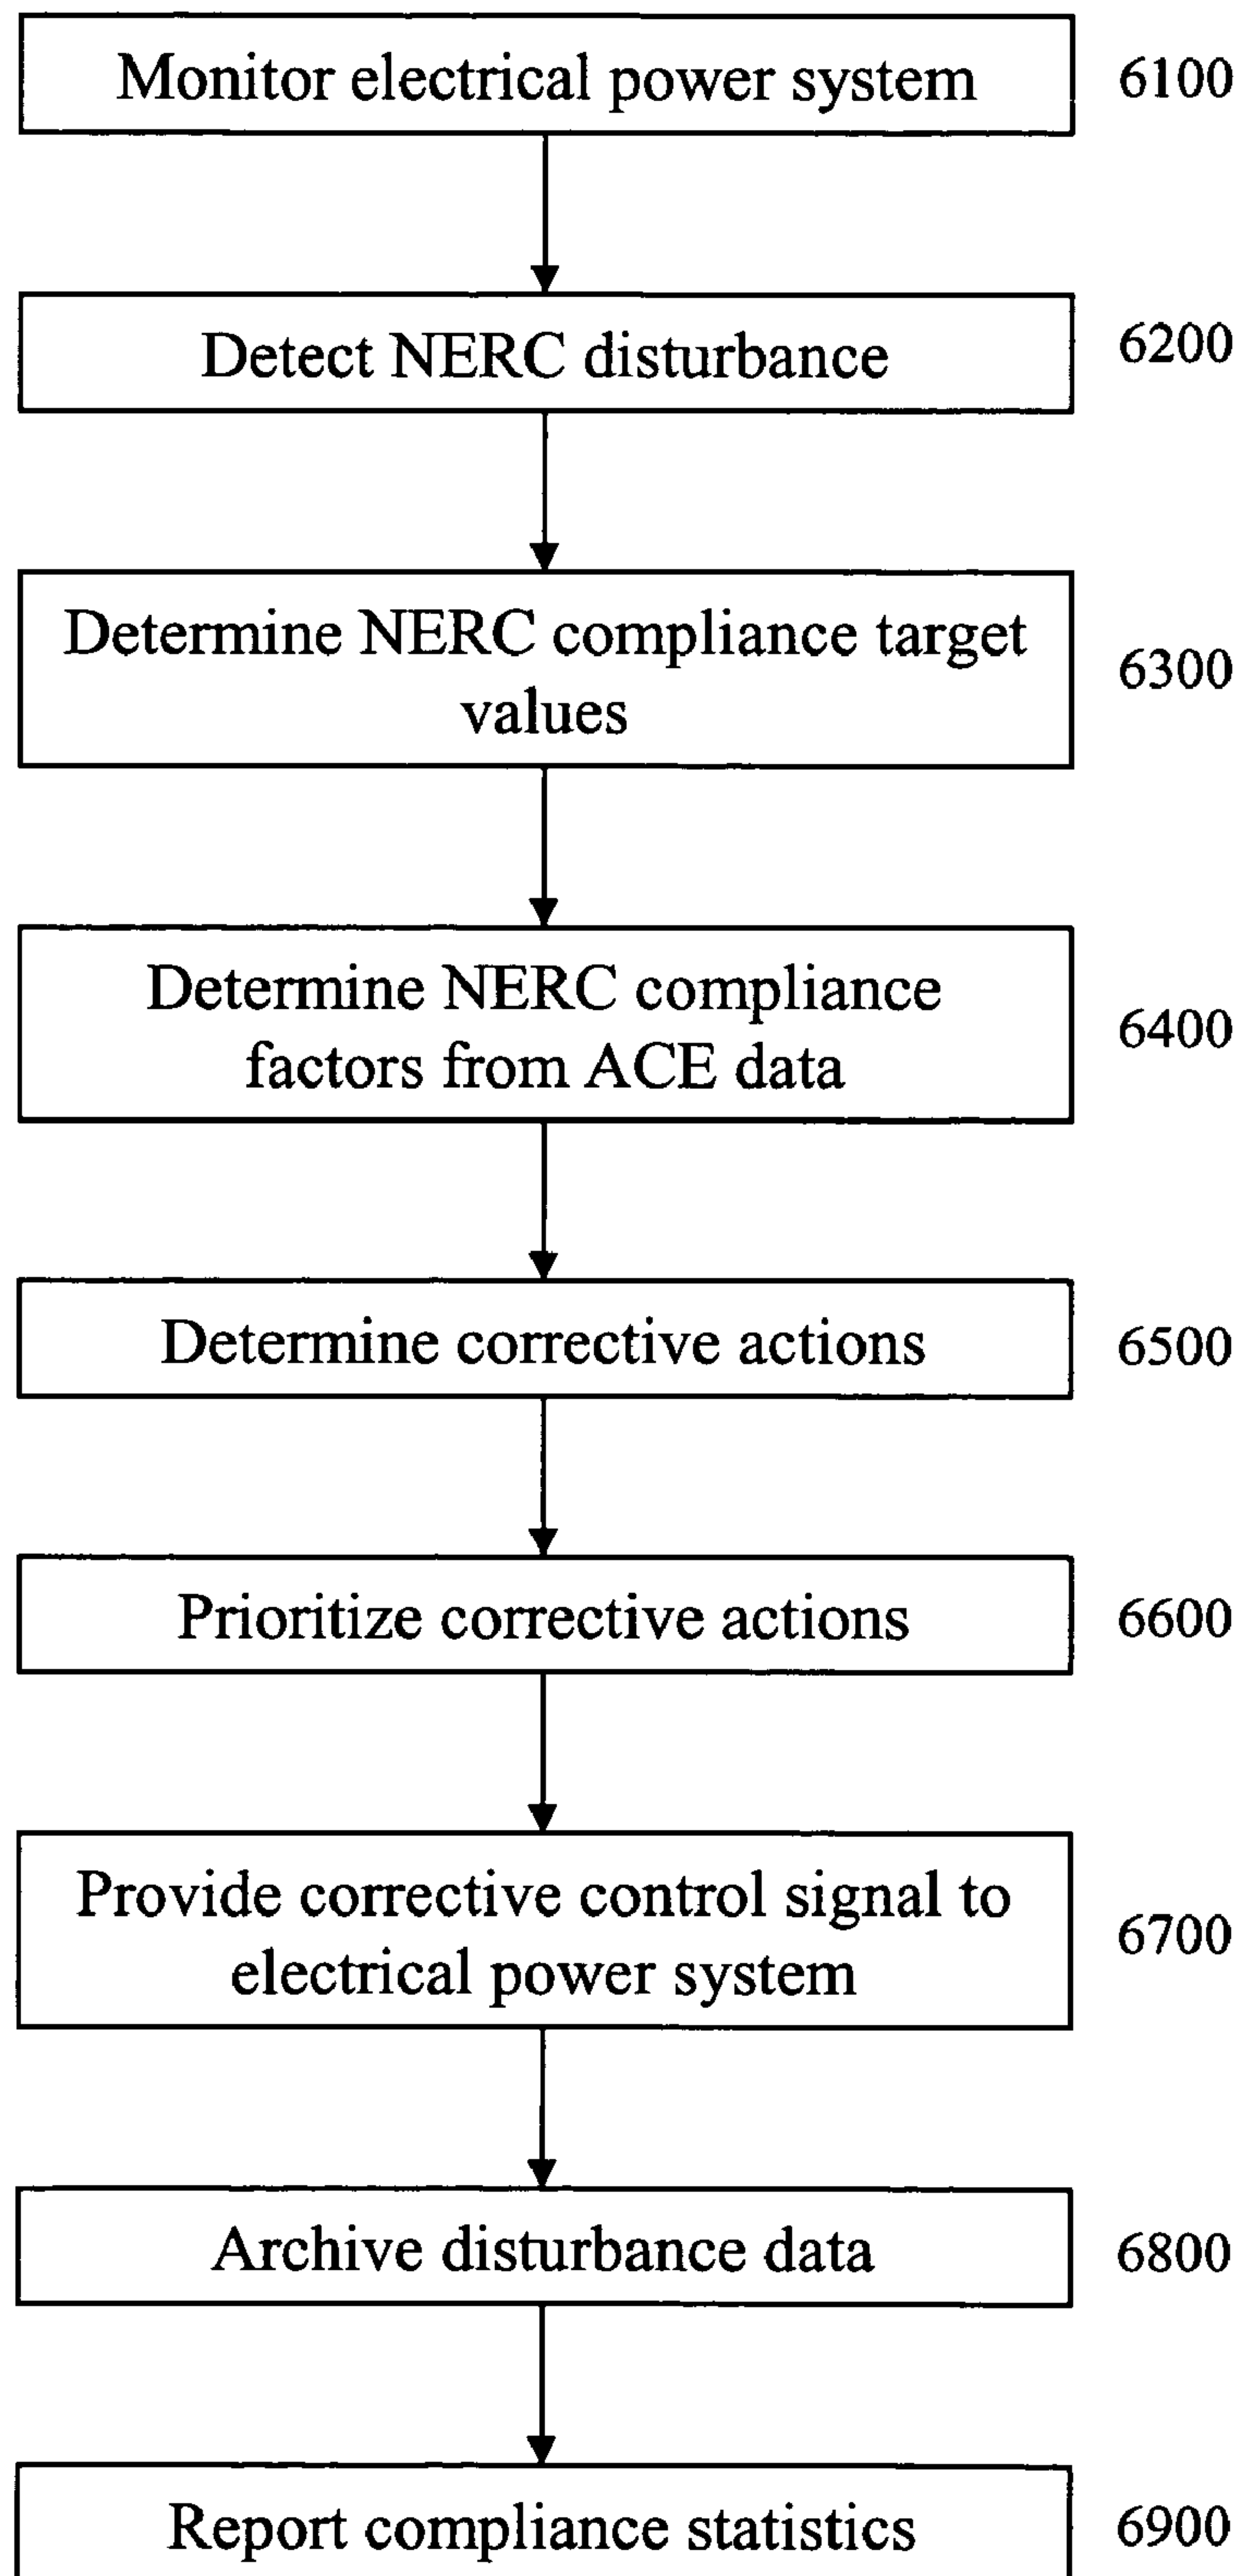 Monitor electrical power system 6100
Detect NERC disturbance 6200
Determine NERC compliance target
values
6300
Determine NERC compliance
factors from ACE data
6400
Determine corrective actions 6500
Prioritize corrective actions 6600
Provide corrective control signal to
electrical power system
6700
Archive disturbance data 6800
Report compliance statistics 6900